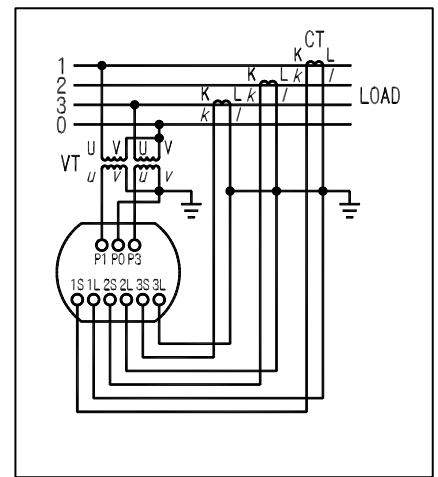 CT
K L
1
k l
2
K L
LOAD
k l
3
K L
k l
0
U V U V
VT
u v u v
P1 P0 P3
1S 1L 2S 2L 3S 3L